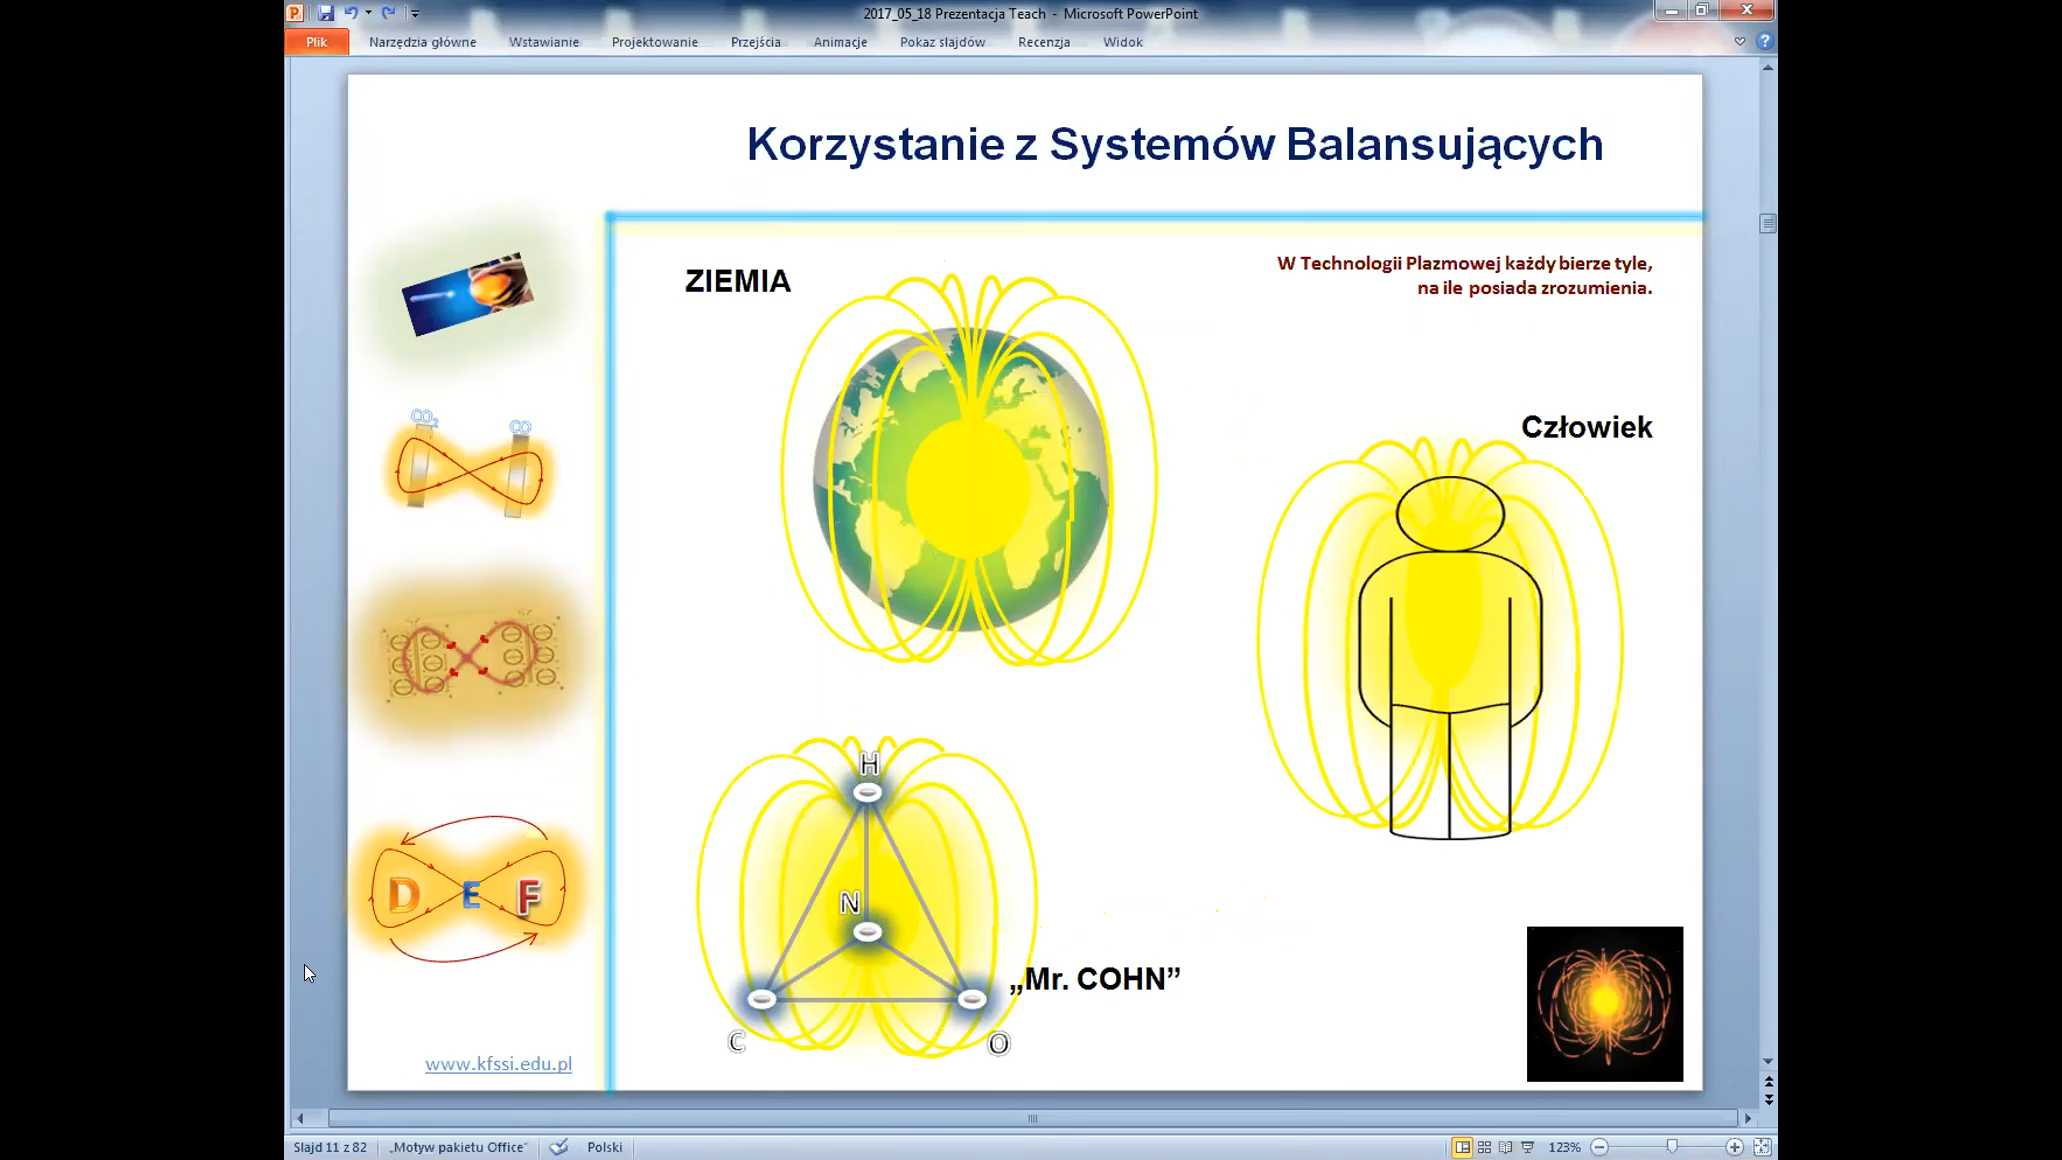 2017_05_18 Prezentacja Teach - Microsoft PowerPoint
Plik Narzędzia główne Wstawianie Projektowanie Przejścia Animacje Pokaz slajdów Recenzja Widok
Korzystanie z Systemów Balansujących
W Technologii Plazmowej każdy bierze tyle,
na ile posiada zrozumienia.
ZIEMIA
Człowiek
CO2
CO
D E F
H
N
C
O
„Mr. COHN”
www.kfssi.edu.pl
Slajd 11 z 82 „Motyw pakietu Office” Polski 123%